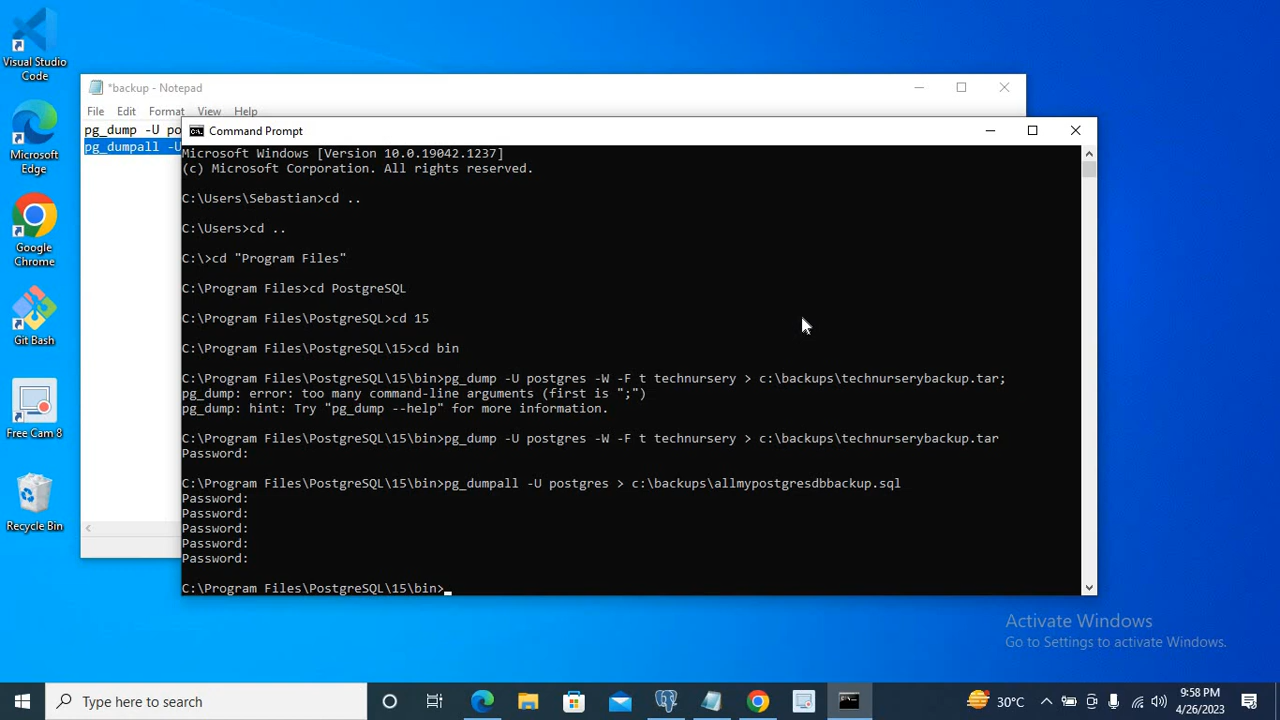 Visual Studio
Code
Microsoft
Edge
Google
Chrome
Git Bash
Free Cam 8
Recycle Bin
*backup - Notepad
File Edit Format View Help
pg_dump -U po
pg_dumpall -U
Command Prompt
Microsoft Windows [Version 10.0.19042.1237]
(c) Microsoft Corporation. All rights reserved.
C:\Users\Sebastian>cd ..
C:\Users>cd ..
C:\>cd "Program Files"
C:\Program Files>cd PostgreSQL
C:\Program Files\PostgreSQL>cd 15
C:\Program Files\PostgreSQL\15>cd bin
C:\Program Files\PostgreSQL\15\bin>pg_dump -U postgres -W -F t technursery > c:\backups\technurserybackup.tar;
pg_dump: error: too many command-line arguments (first is ";")
pg_dump: hint: Try "pg_dump --help" for more information.
C:\Program Files\PostgreSQL\15\bin>pg_dump -U postgres -W -F t technursery > c:\backups\technurserybackup.tar
Password:
C:\Program Files\PostgreSQL\15\bin>pg_dumpall -U postgres > c:\backups\allmypostgresdbbackup.sql
Password:
Password:
Password:
Password:
Password:
C:\Program Files\PostgreSQL\15\bin>
Activate Windows
Go to Settings to activate Windows.
Type here to search
30°C
9:58 PM
4/26/2023